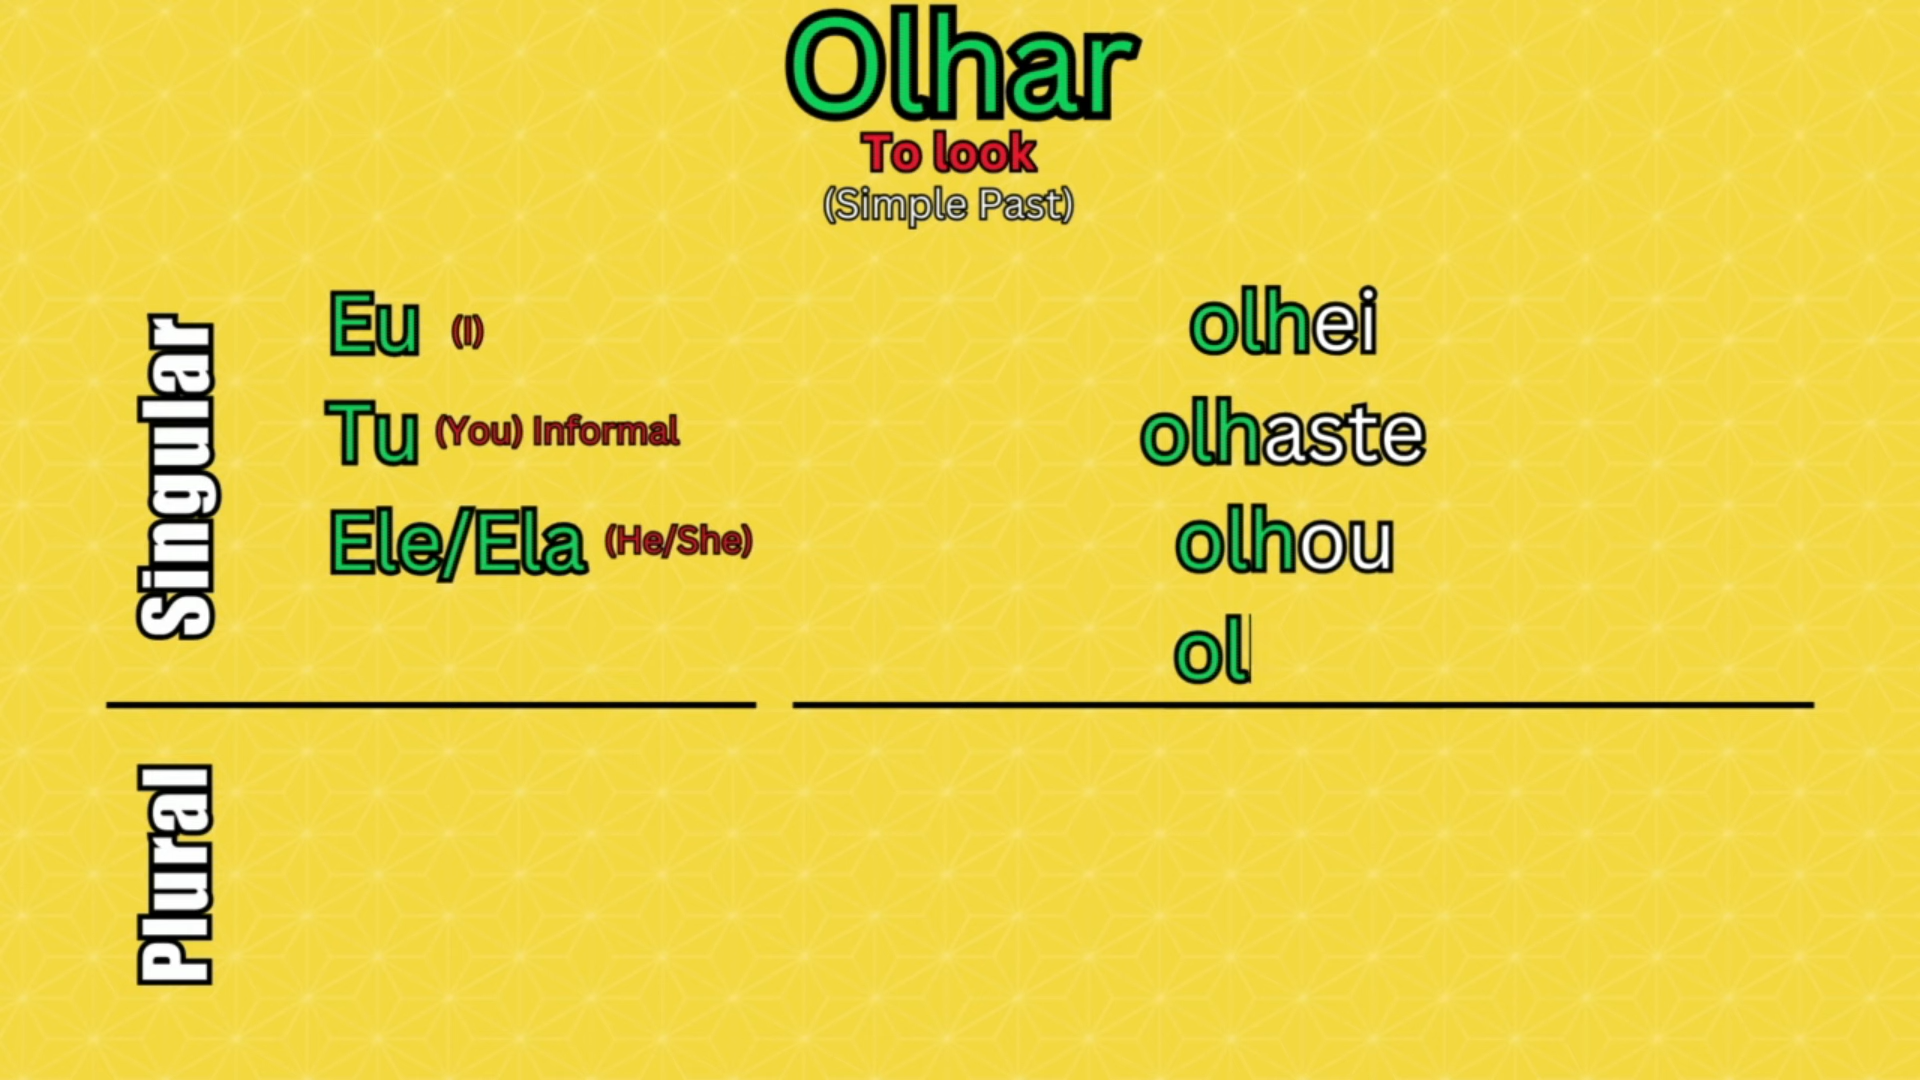 Olhar
To look
(Simple Past)
Singular
Eu (I) olhei
Tu (You) Informal olhaste
Ele/Ela (He/She) olhou
ol
Plural